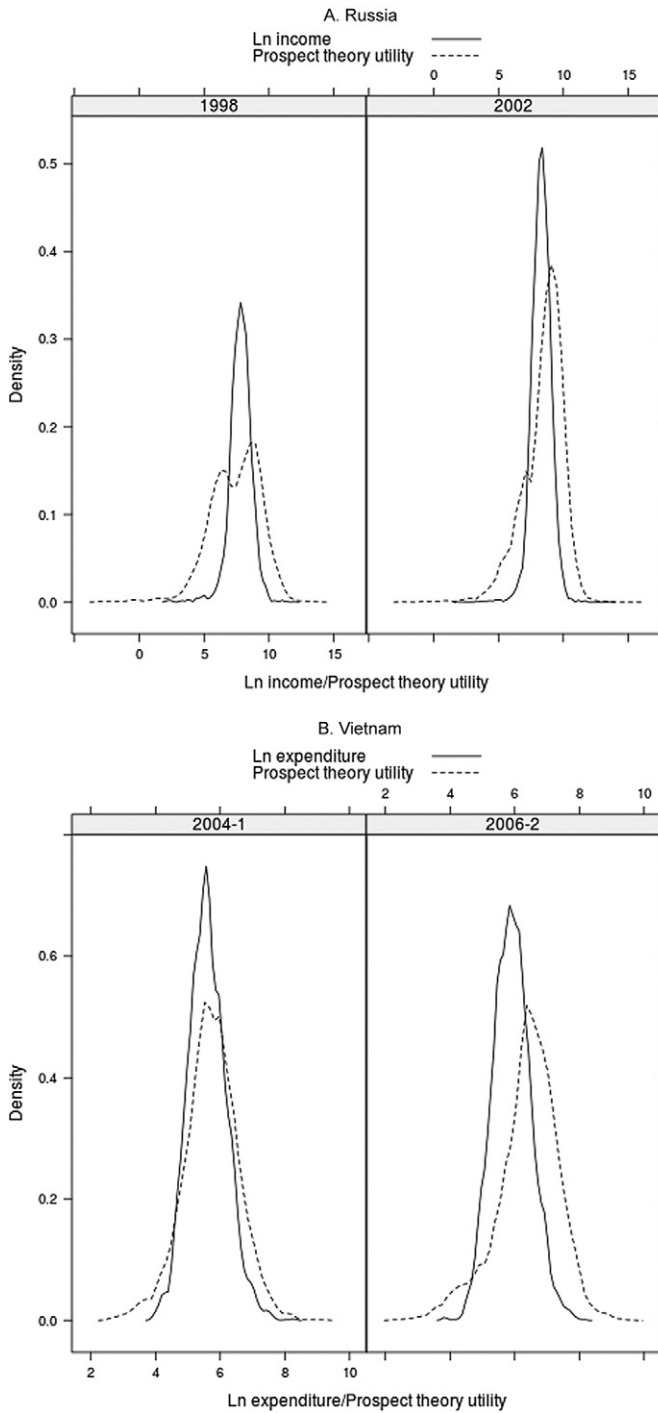 A. Russia
Ln income
Prospect theory utility
0 5 10 15
1998 2002
0.5
0.4
0.3
0.2
0.1
0.0
Density
0 5 10 15
Ln income/Prospect theory utility
B. Vietnam
Ln expenditure
Prospect theory utility
2 4 6 8 10
2004-1 2006-2
0.6
0.4
0.2
0.0
Density
2 4 6 8 10
Ln expenditure/Prospect theory utility